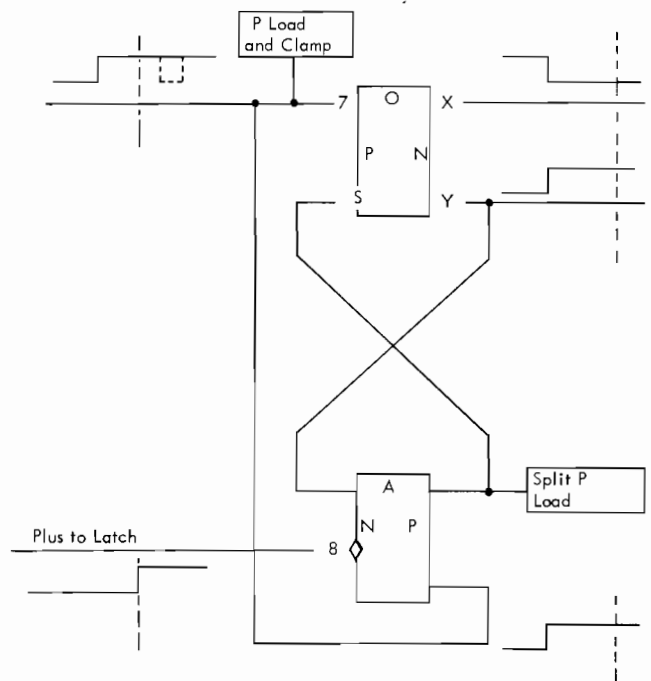 P Load
and Clamp
7 O X
P N
S Y
A
Split P
Load
N P
Plus to Latch
8